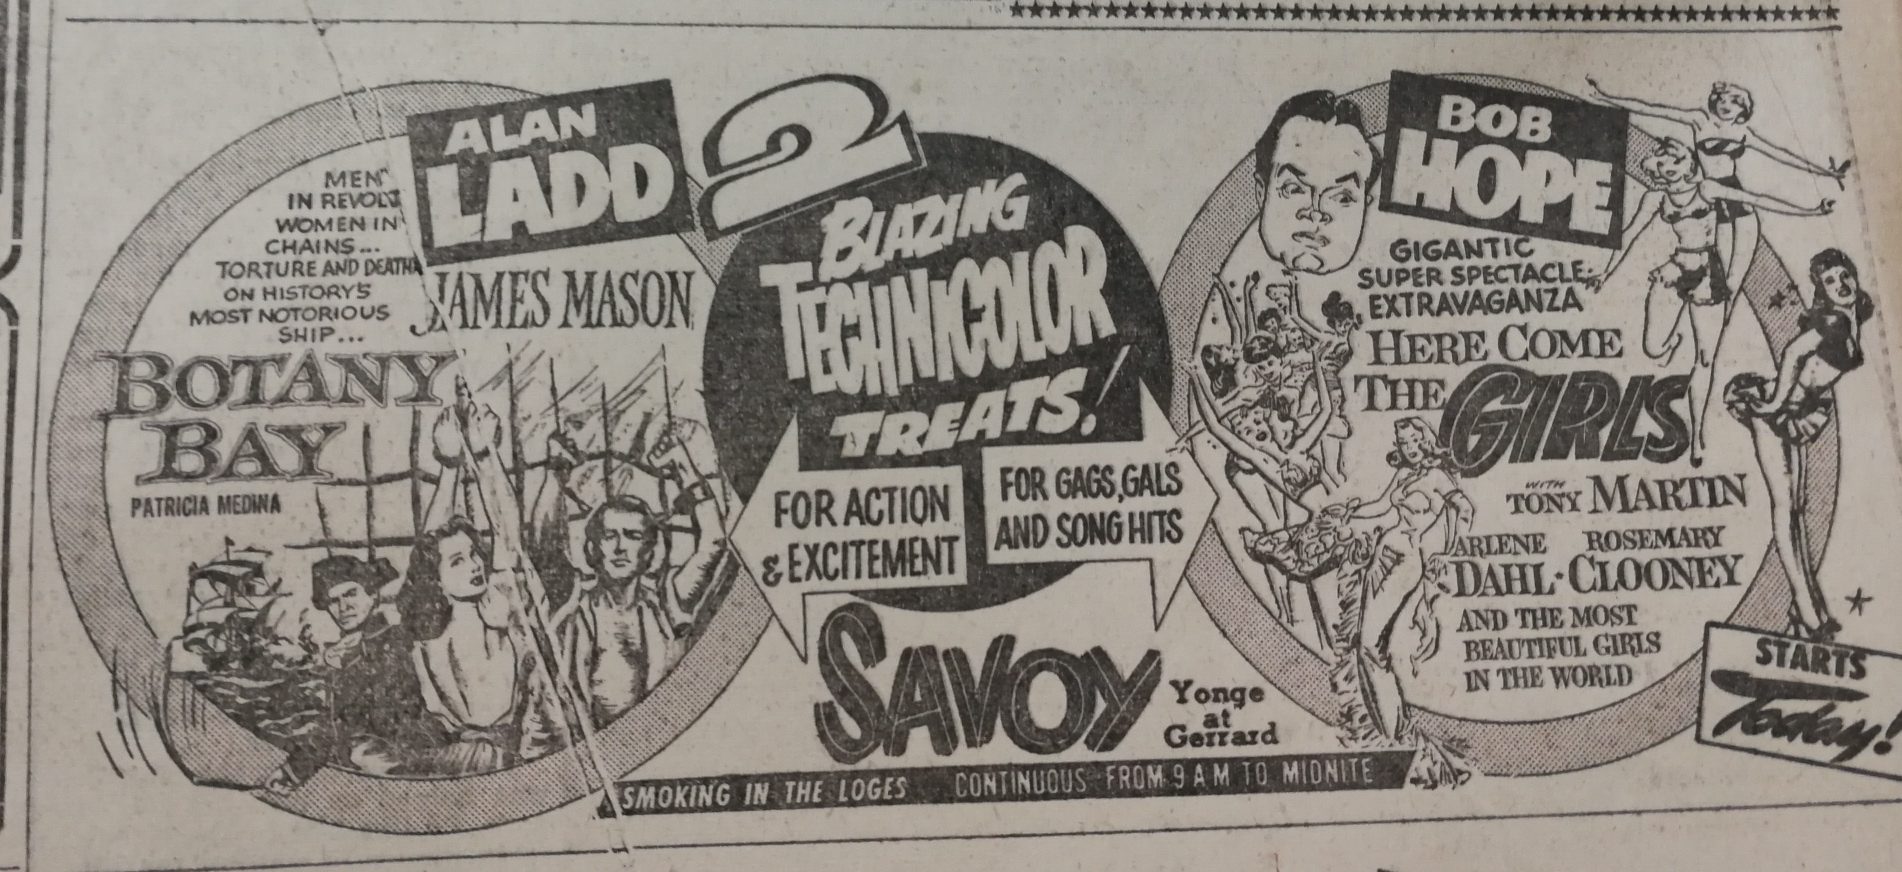 ALAN
LADD
MEN
IN REVOLT
WOMEN IN
CHAINS...
TORTURE AND DEATH
ON HISTORY'S
MOST NOTORIOUS
SHIP...
JAMES MASON
BOTANY
BAY
PATRICIA MEDINA
2
BLAZING
TECHNICOLOR
TREATS!
FOR ACTION
& EXCITEMENT
FOR GAGS, GALS
AND SONG HITS
BOB
HOPE
GIGANTIC
SUPER SPECTACLE
EXTRAVAGANZA
HERE COME
THE GIRLS
WITH
TONY MARTIN
ARLENE ROSEMARY
DAHL · CLOONEY
AND THE MOST
BEAUTIFUL GIRLS
IN THE WORLD
STARTS
Today!
SAVOY
Yonge
at
Gerrard
SMOKING IN THE LOGES CONTINUOUS FROM 9 AM TO MIDNITE